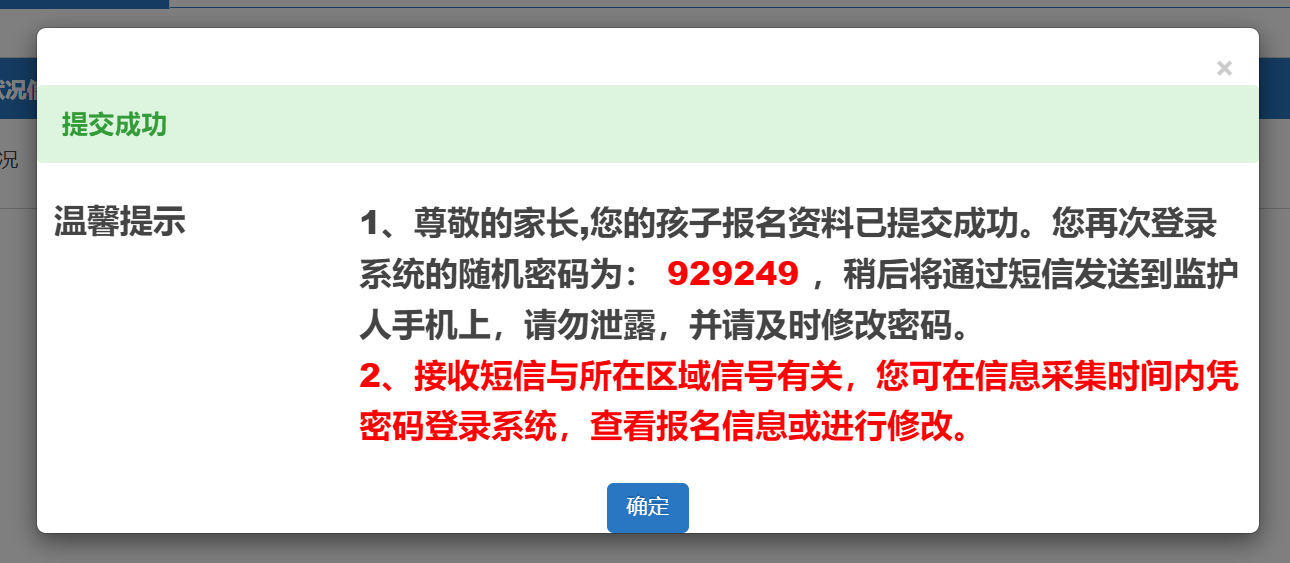 ×
状况信
提交成功
况
温馨提示
1、尊敬的家长,您的孩子报名资料已提交成功。您再次登录
系统的随机密码为： 929249 ，稍后将通过短信发送到监护
人手机上，请勿泄露，并请及时修改密码。
2、接收短信与所在区域信号有关，您可在信息采集时间内凭
密码登录系统，查看报名信息或进行修改。
确定